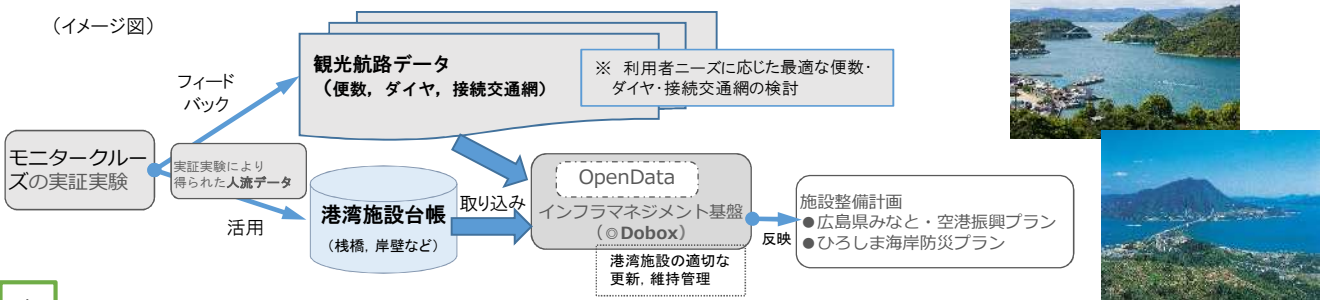 （イメージ図）
フィード
バック
観光航路データ
（便数，ダイヤ，接続交通網）
※　利用者ニーズに応じた最適な便数・
ダイヤ・接続交通網の検討
モニタークルー
ズの実証実験
実証実験により
得られた人流データ
活用
港湾施設台帳
（桟橋，岸壁など）
取り込み
OpenData
インフラマネジメント基盤
（◎Dobox）
港湾施設の適切な
更新，維持管理
反映
施設整備計画
●広島県みなと・空港振興プラン
●ひろしま海岸防災プラン